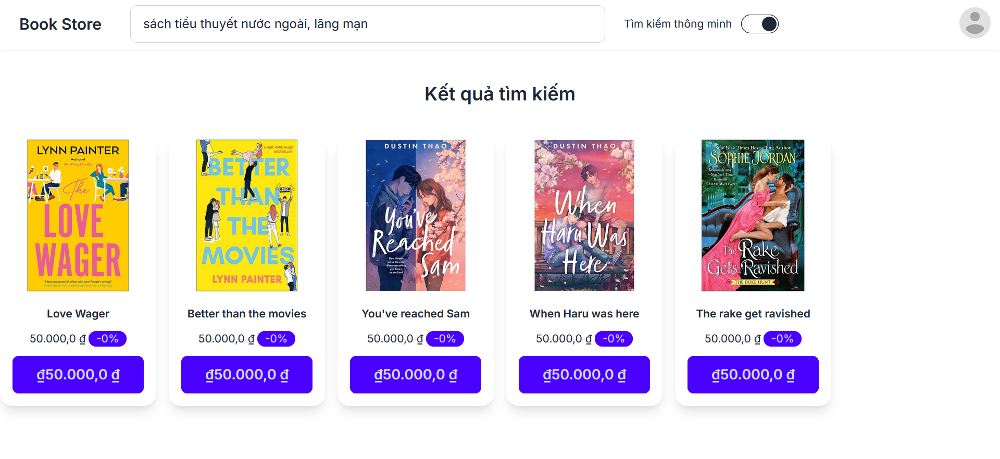 Book Store
sách tiểu thuyết nước ngoài, lãng mạn
Tìm kiếm thông minh
Kết quả tìm kiếm
LYNN PAINTER
Author of
Mr. Wrong Number
The
LOVE
WAGER
"I dare you not to fall in love with Lynn Painter's writing!"
Love Wager
50.000,0 ₫ -0%
₫50.000,0 ₫
A NEW YORK TIMES
BESTSELLER
BETTER
THAN
THE
MOVIES
LYNN PAINTER
Better than the movies
50.000,0 ₫ -0%
₫50.000,0 ₫
DUSTIN THAO
You've
Reached
Sam
How do you
move forward
when everything
you love is
on the line?
You've reached Sam
50.000,0 ₫ -0%
₫50.000,0 ₫
DUSTIN THAO
When
Haru Was
Here
When Haru was here
50.000,0 ₫ -0%
₫50.000,0 ₫
New York Times Bestselling Author
SOPHIE JORDAN
"Deliciously sexy!"
—New York Times
Bestseller
SARAH MACLEAN
The Rake
Gets Ravished
THE DUKE HUNT
The rake get ravished
50.000,0 ₫ -0%
₫50.000,0 ₫